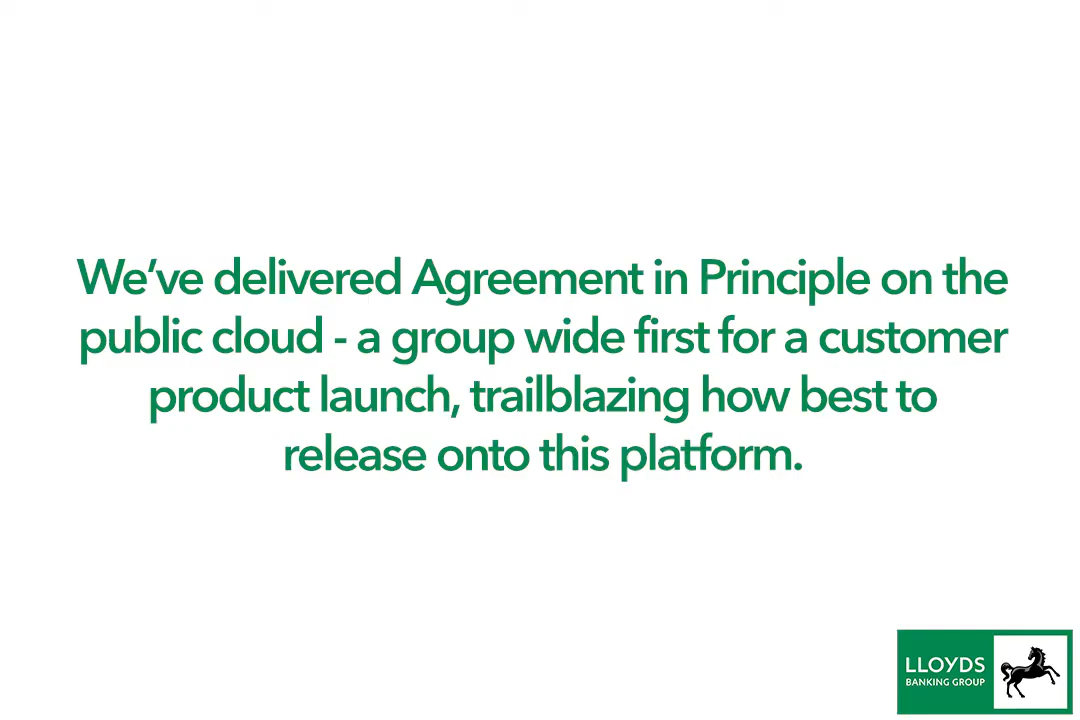 We’ve delivered Agreement in Principle on the
public cloud - a group wide first for a customer
product launch, trailblazing how best to
release onto this platform.
LLOYDS
BANKING GROUP